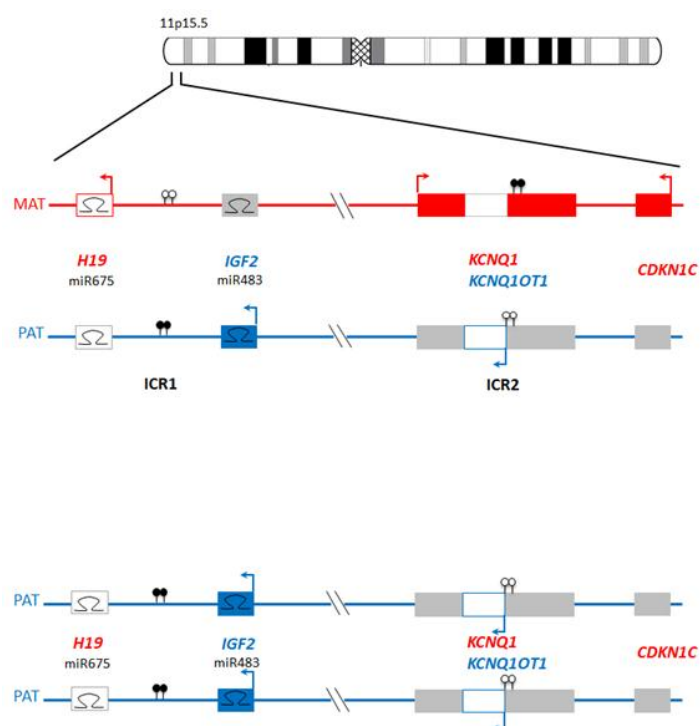 11p15.5
MAT
H19 IGF2 KCNQ1 CDKN1C
miR675 miR483 KCNQ1OT1
PAT
ICR1 ICR2
PAT
H19 IGF2 KCNQ1 CDKN1C
miR675 miR483 KCNQ1OT1
PAT